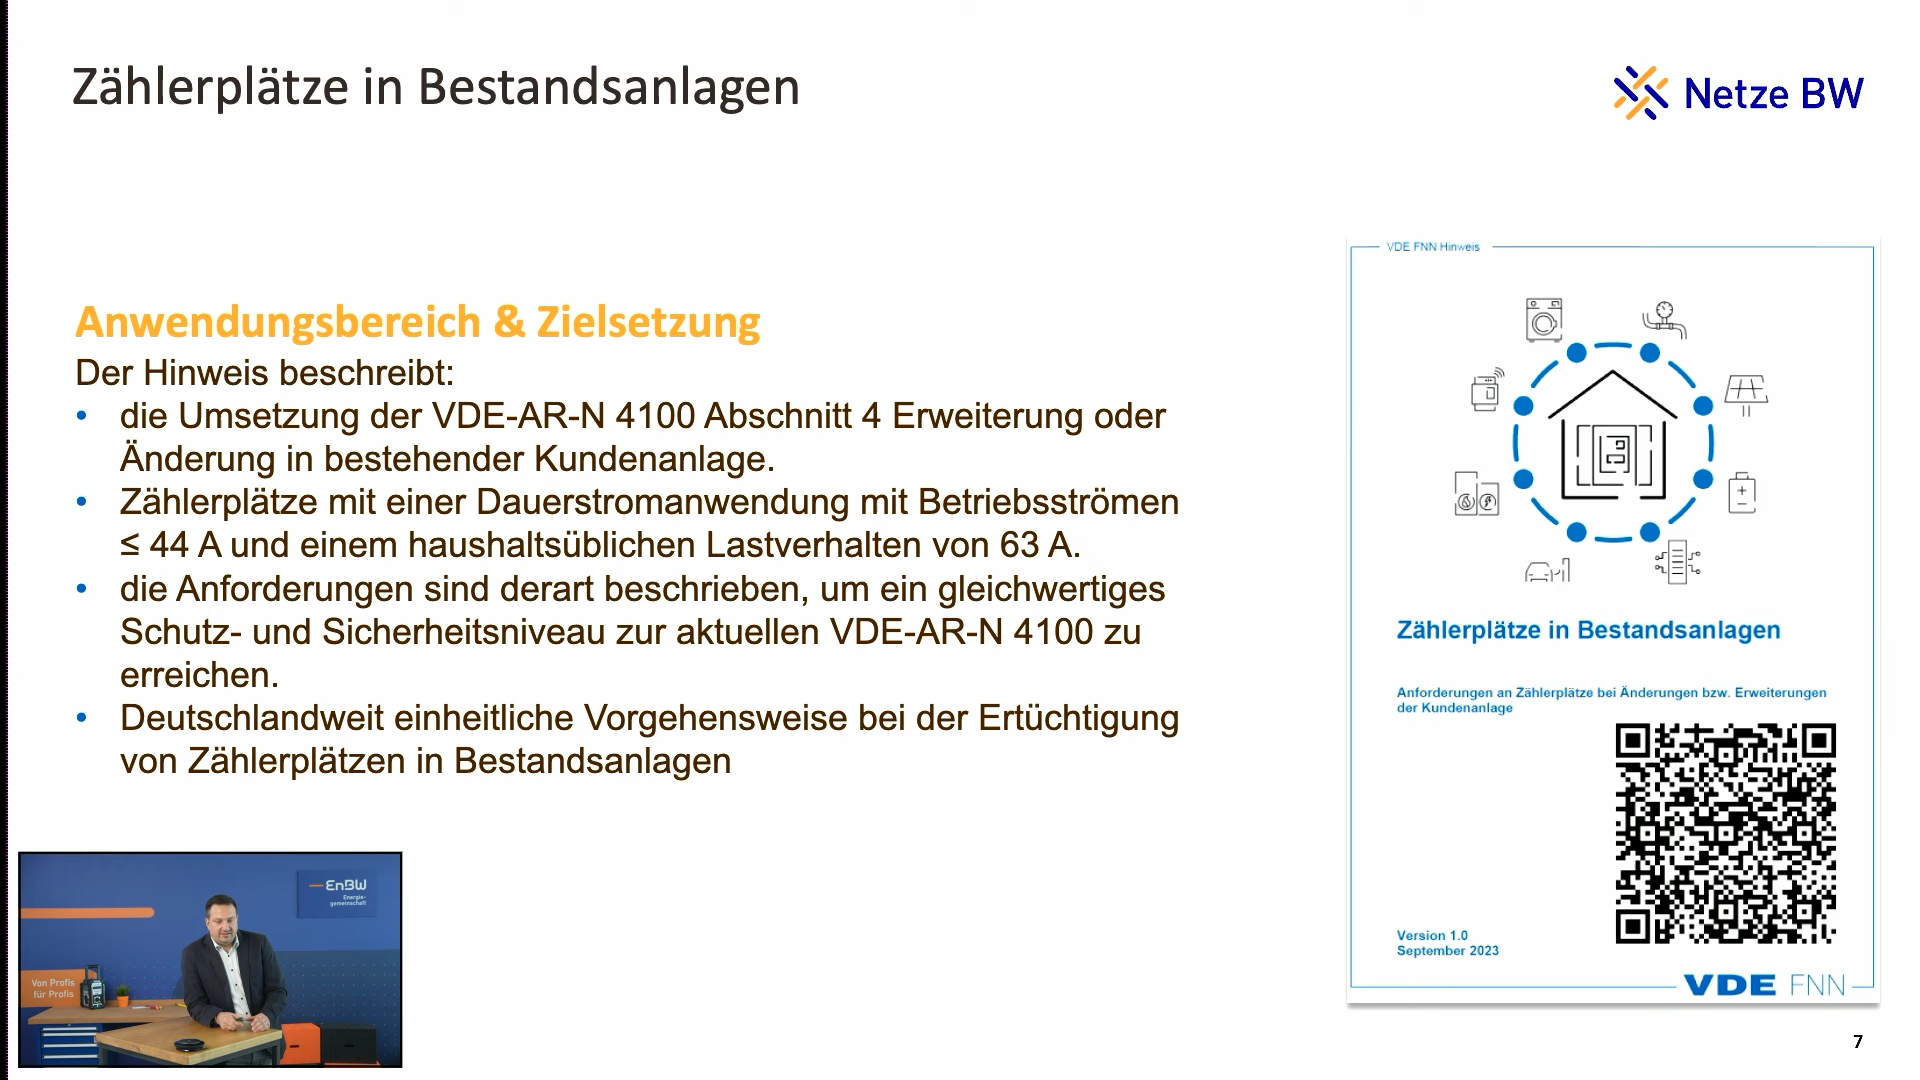 Zählerplätze in Bestandsanlagen
Netze BW
Anwendungsbereich & Zielsetzung
Der Hinweis beschreibt:
• die Umsetzung der VDE-AR-N 4100 Abschnitt 4 Erweiterung oder
Änderung in bestehender Kundenanlage.
• Zählerplätze mit einer Dauerstromanwendung mit Betriebsströmen
≤ 44 A und einem haushaltsüblichen Lastverhalten von 63 A.
• die Anforderungen sind derart beschrieben, um ein gleichwertiges
Schutz- und Sicherheitsniveau zur aktuellen VDE-AR-N 4100 zu
erreichen.
• Deutschlandweit einheitliche Vorgehensweise bei der Ertüchtigung
von Zählerplätzen in Bestandsanlagen
VDE FNN Hinweis
Zählerplätze in Bestandsanlagen
Anforderungen an Zählerplätze bei Änderungen bzw. Erweiterungen
der Kundenanlage
Version 1.0
September 2023
VDE FNN
EnBW
Energie-
gemeinschaft
Von Profis
für Profis
7